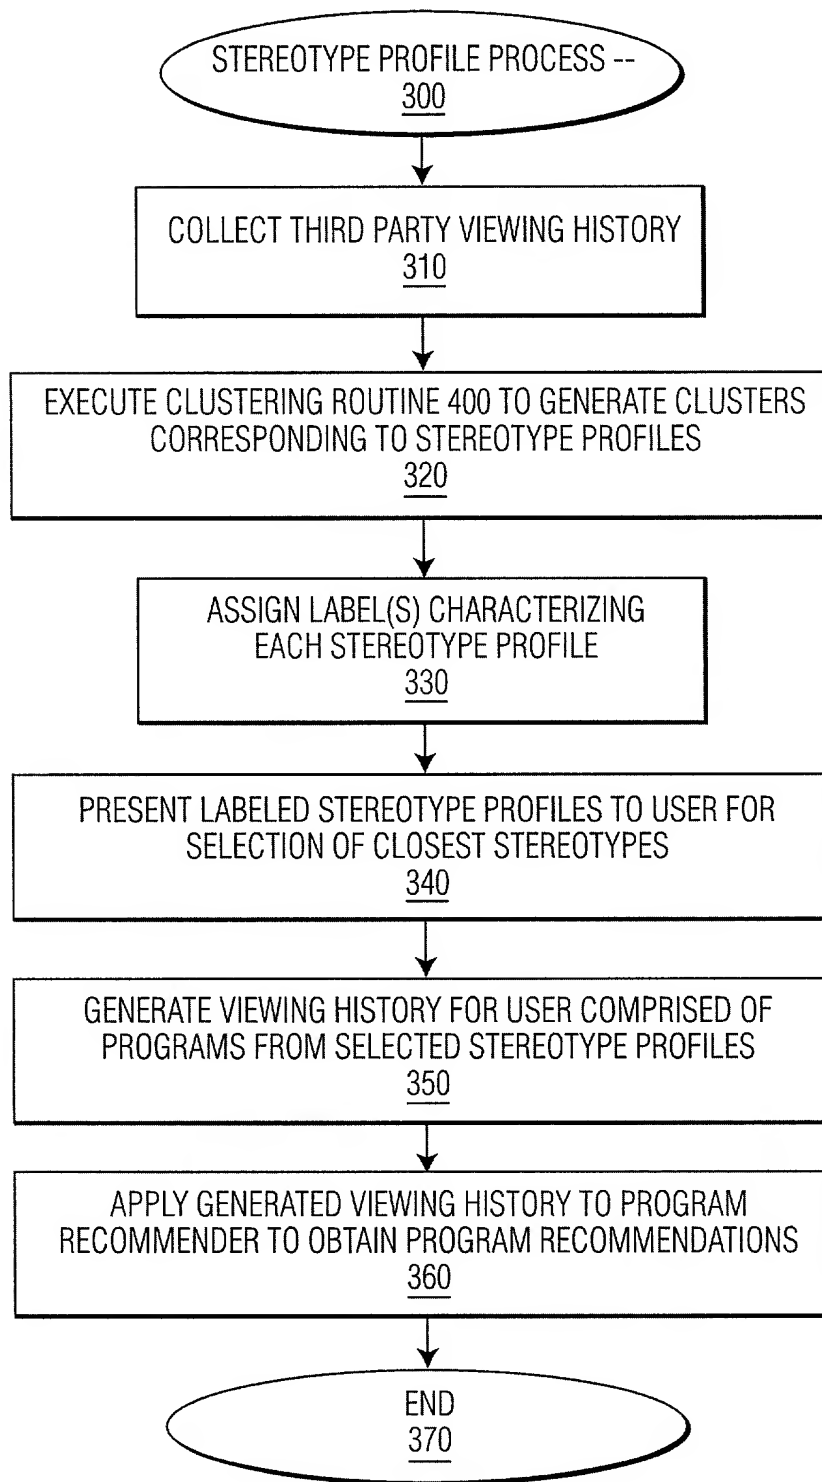 STEREOTYPE PROFILE PROCESS --
300
COLLECT THIRD PARTY VIEWING HISTORY
310
EXECUTE CLUSTERING ROUTINE 400 TO GENERATE CLUSTERS
CORRESPONDING TO STEREOTYPE PROFILES
320
ASSIGN LABEL(S) CHARACTERIZING
EACH STEREOTYPE PROFILE
330
PRESENT LABELED STEREOTYPE PROFILES TO USER FOR
SELECTION OF CLOSEST STEREOTYPES
340
GENERATE VIEWING HISTORY FOR USER COMPRISED OF
PROGRAMS FROM SELECTED STEREOTYPE PROFILES
350
APPLY GENERATED VIEWING HISTORY TO PROGRAM
RECOMMENDER TO OBTAIN PROGRAM RECOMMENDATIONS
360
END
370